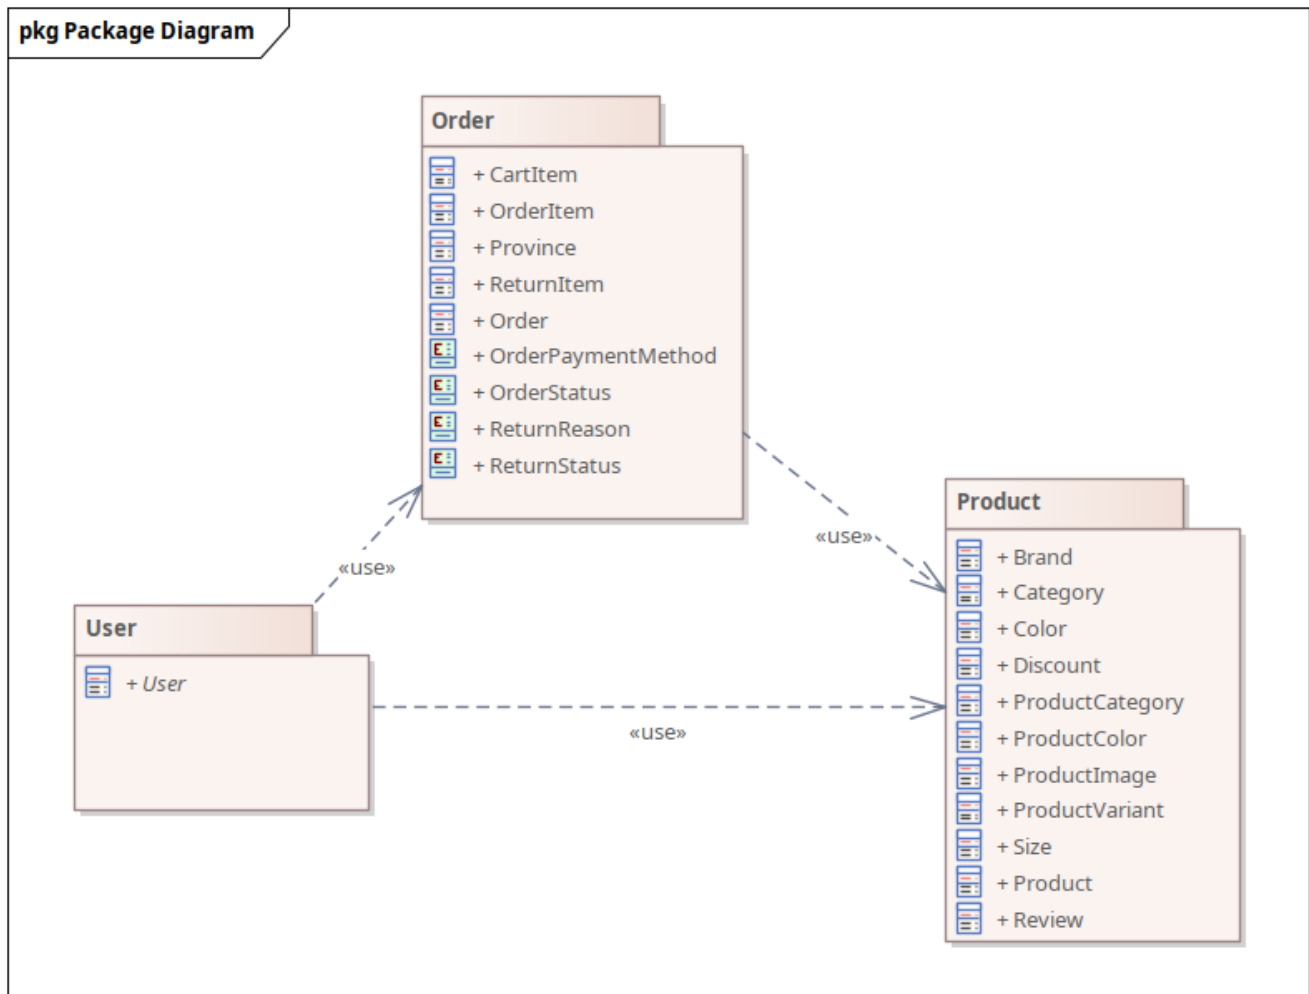 pkg Package Diagram
Order
+ CartItem
+ OrderItem
+ Province
+ ReturnItem
+ Order
+ OrderPaymentMethod
+ OrderStatus
+ ReturnReason
+ ReturnStatus
«use»
«use»
User
+ User
«use»
Product
+ Brand
+ Category
+ Color
+ Discount
+ ProductCategory
+ ProductColor
+ ProductImage
+ ProductVariant
+ Size
+ Product
+ Review